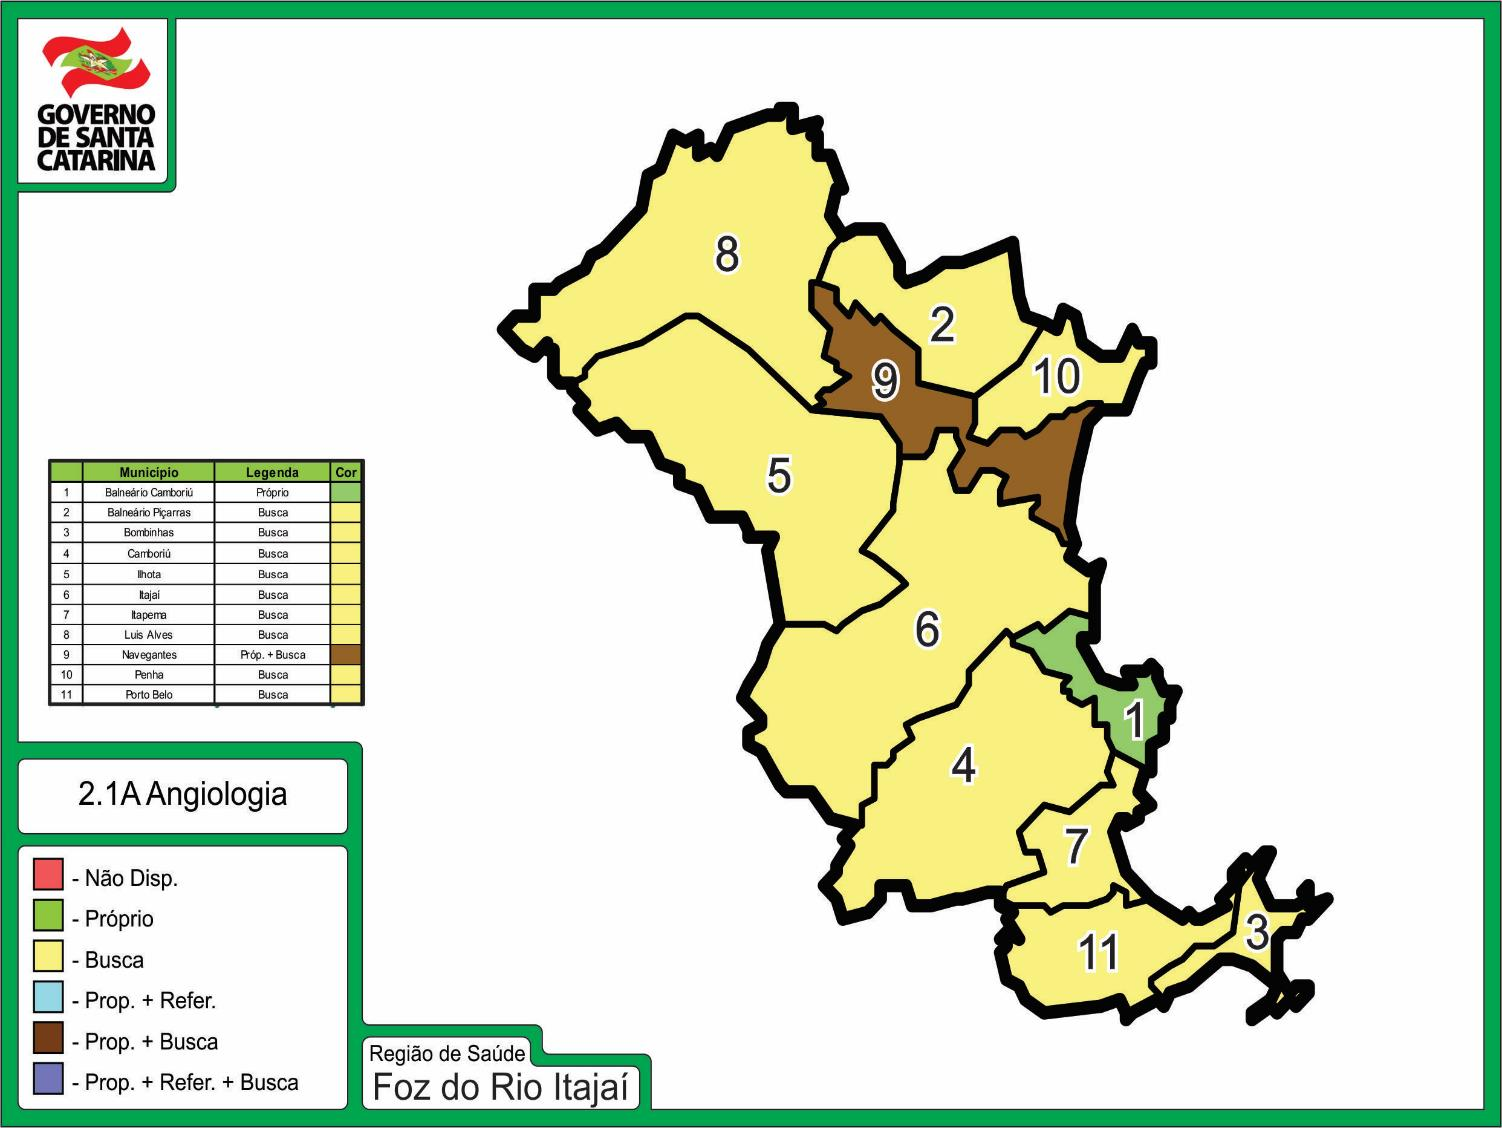 GOVERNO
DE SANTA
CATARINA
Município Legenda Cor
1 Balneário Camboriú Próprio
2 Balneário Piçarras Busca
3 Bombinhas Busca
4 Camboriú Busca
5 Ilhota Busca
6 Itajaí Busca
7 Itapema Busca
8 Luis Alves Busca
9 Navegantes Próp. + Busca
10 Penha Busca
11 Porto Belo Busca
8
2
10
9
5
6
1
4
7
3
11
2.1A Angiologia
- Não Disp.
- Próprio
- Busca
- Prop. + Refer.
- Prop. + Busca
- Prop. + Refer. + Busca
Região de Saúde
Foz do Rio Itajaí